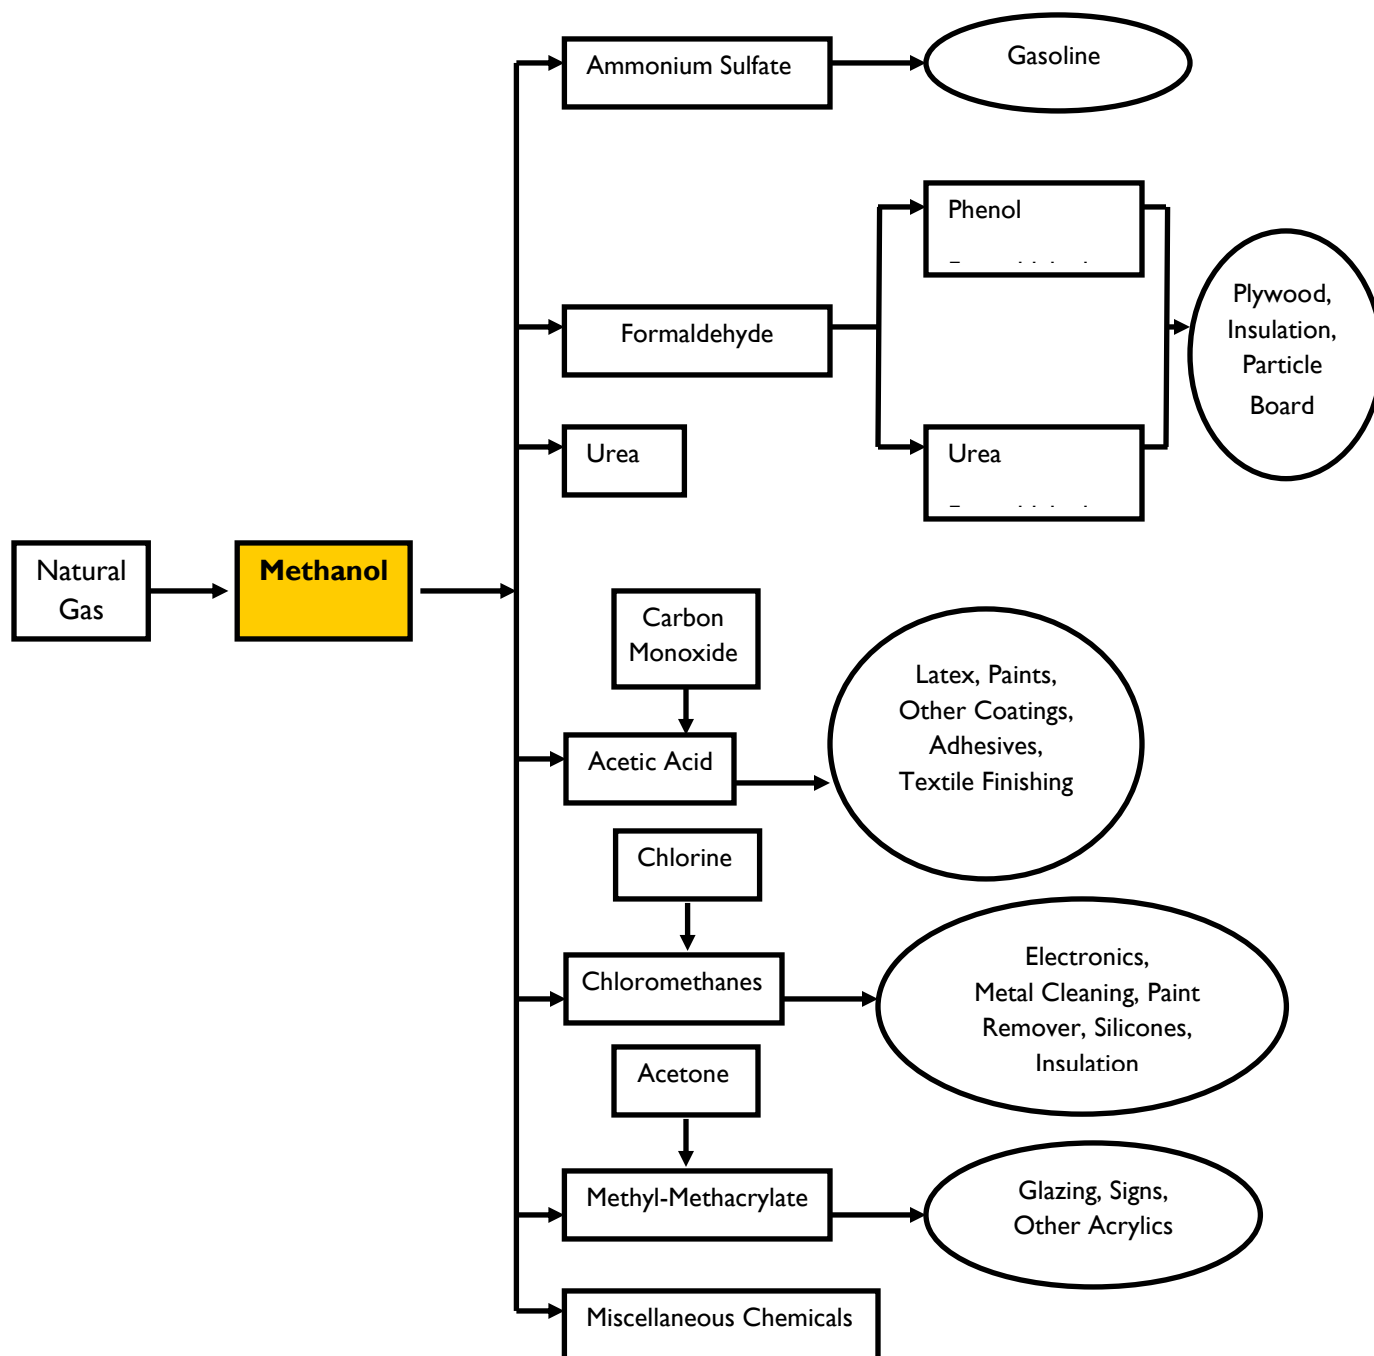 Ammonium Sulfate
Gasoline
Phenol
Formaldehyde
Plywood,
Insulation,
Particle
Board
Urea
Urea
Natural
Gas
Methanol
Carbon
Monoxide
Acetic Acid
Latex, Paints,
Other Coatings,
Adhesives,
Textile Finishing
Chlorine
Chloromethanes
Electronics,
Metal Cleaning, Paint
Remover, Silicones,
Insulation
Acetone
Methyl-Methacrylate
Glazing, Signs,
Other Acrylics
Miscellaneous Chemicals